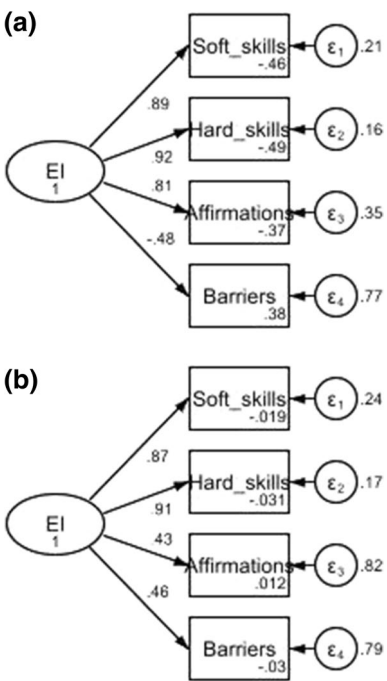 (a)
Soft_skills
-.46
ε1
.21
.89
Hard_skills
-.49
ε2
.16
.92
EI
1
.81
Affirmations
-.37
ε3
.35
-.48
Barriers
.38
ε4
.77
(b)
Soft_skills
-.019
ε1
.24
.87
Hard_skills
-.031
ε2
.17
.91
EI
1
.43
Affirmations
.012
ε3
.82
.46
Barriers
-.03
ε4
.79